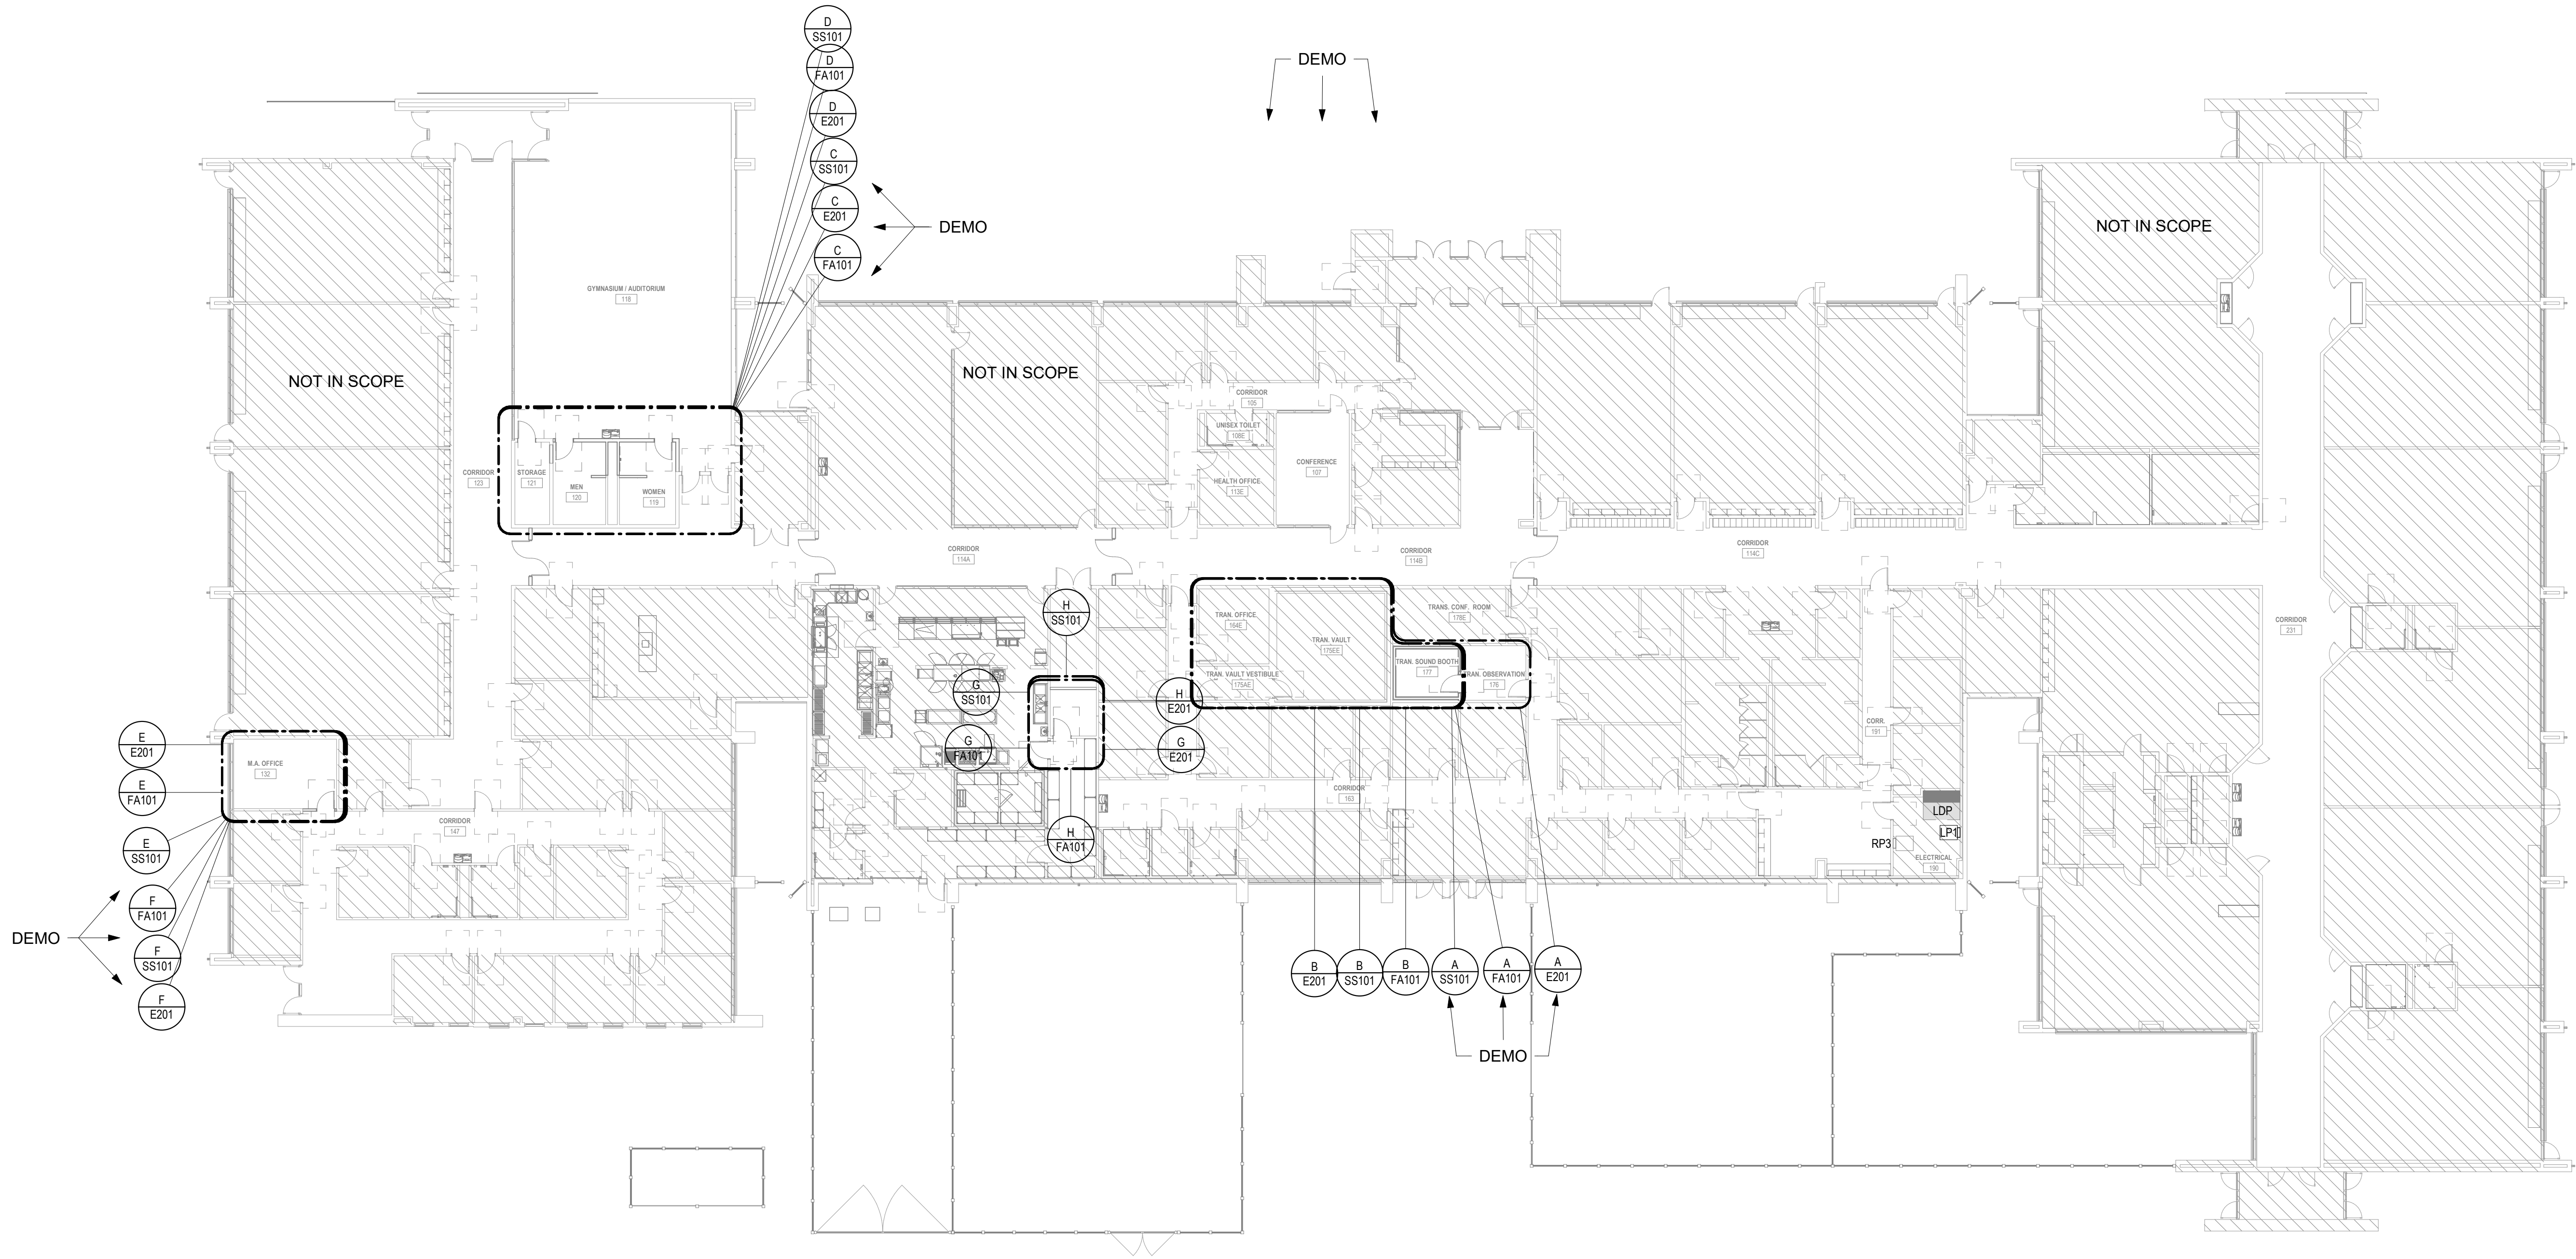 D
SS101
D
FA101
D
E201
C
SS101
C
E201
C
FA101
DEMO
DEMO
NOT IN SCOPE
GYMNASIUM / AUDITORIUM
118
NOT IN SCOPE
NOT IN SCOPE
CORRIDOR
105
UNISEX TOILET
108E
CONFERENCE
107
HEALTH OFFICE
113E
CORRIDOR
123
STORAGE
121
MEN
120
WOMEN
119
CORRIDOR
114A
CORRIDOR
114B
CORRIDOR
114C
H
SS101
TRAN. OFFICE
164E
TRANS. CONF. ROOM
178E
TRAN. VAULT
175EE
TRAN. SOUND BOOTH
177
TRAN. VAULT VESTIBULE
175AE
TRAN. OBSERVATION
176
CORRIDOR
231
G
SS101
H
E201
G
FA101
G
E201
CORR.
191
E
E201
E
FA101
M.A. OFFICE
132
CORRIDOR
163
CORRIDOR
147
H
FA101
LDP
LP1
RP3
ELECTRICAL
190
E
SS101
F
FA101
F
SS101
F
E201
DEMO
B
E201
B
SS101
B
FA101
A
SS101
A
FA101
A
E201
DEMO